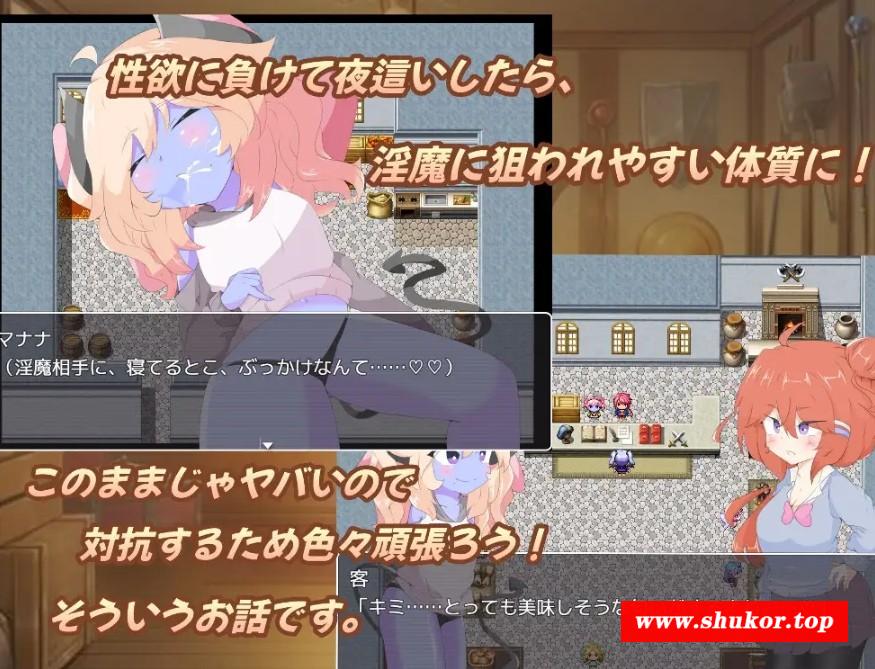 性欲に負けて夜這いしたら、
淫魔に狙われやすい体質に！
マナナ
（淫魔相手に、寝てるとこ、ぶっかけなんて……♡♡）
このままじゃヤバいので
対抗するため色々頑張ろう！
そういうお話です。
客
「キミ……とっても美味しそうな
www.shukor.top